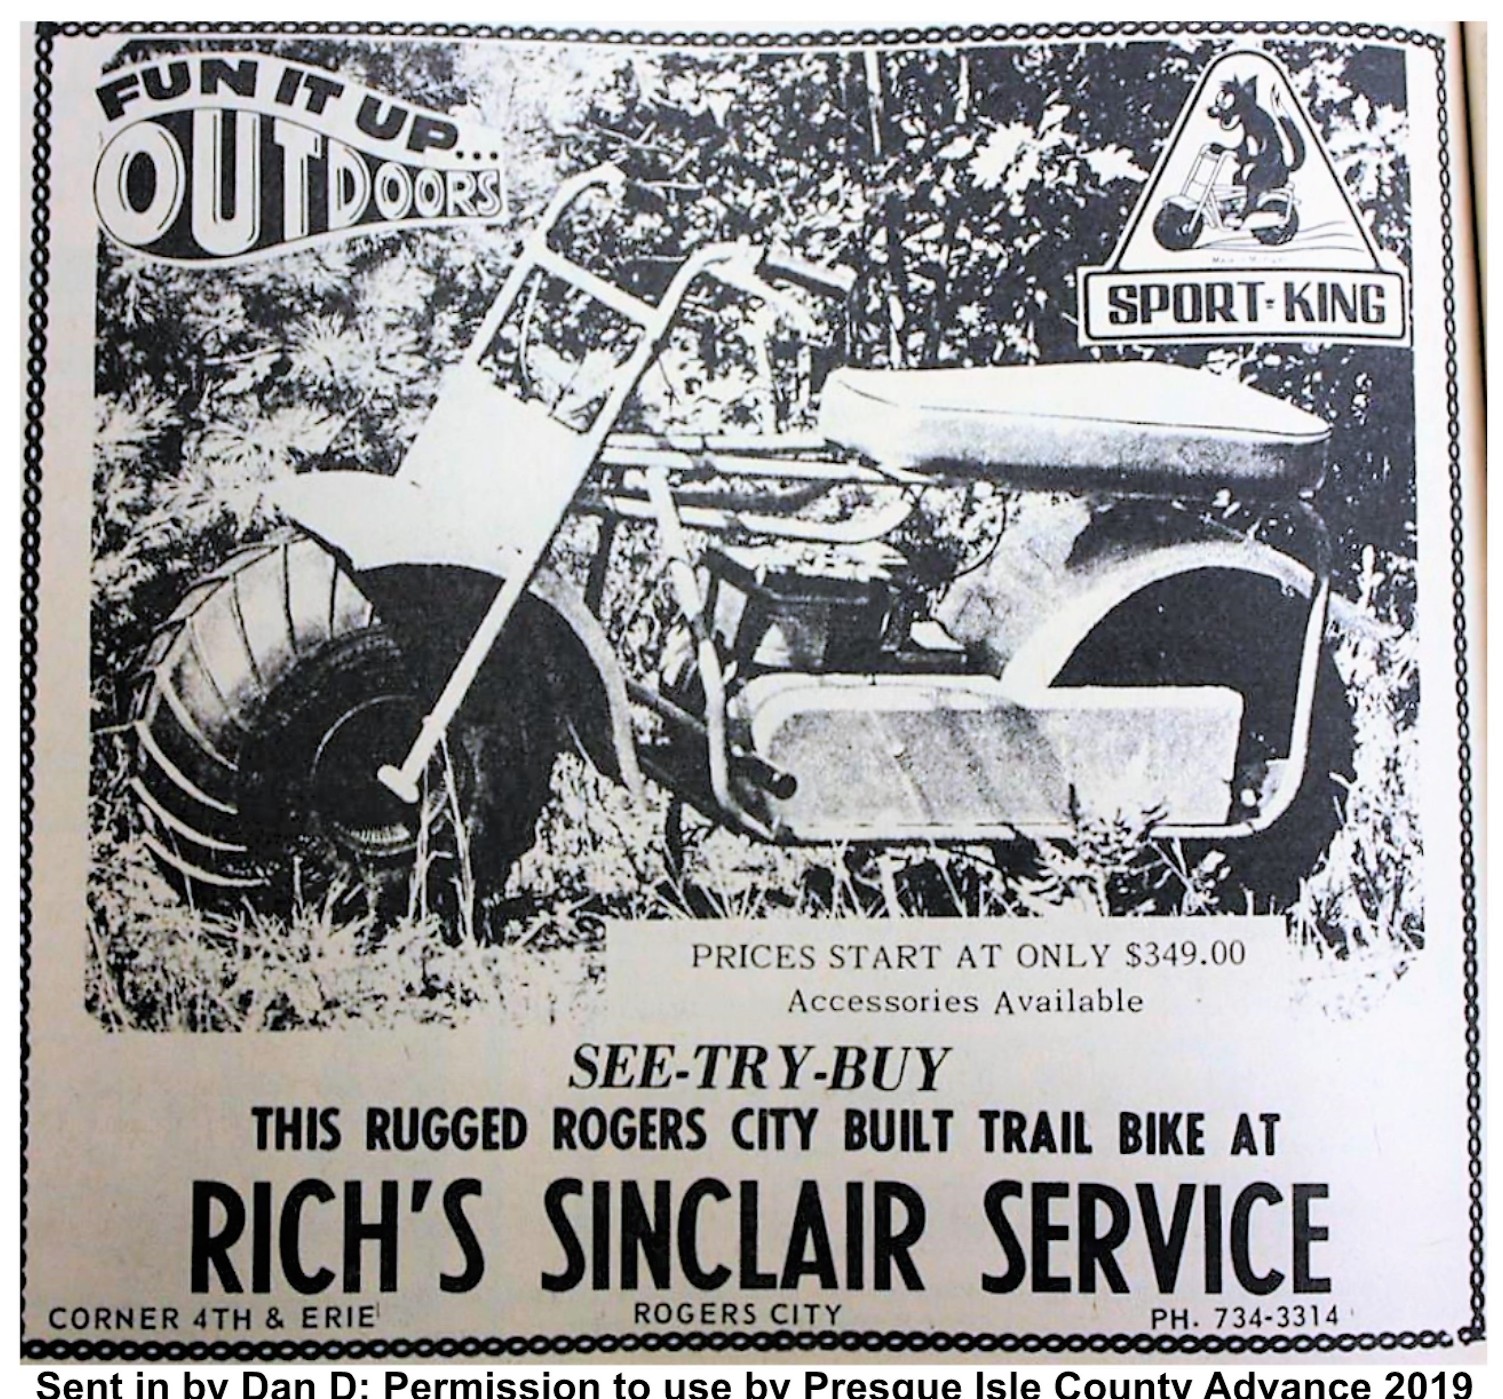 FUN IT UP...
OUTDOORS
SPORT-KING
PRICES START AT ONLY $349.00
Accessories Available
SEE-TRY-BUY
THIS RUGGED ROGERS CITY BUILT TRAIL BIKE AT
RICH'S SINCLAIR SERVICE
CORNER 4TH & ERIE
ROGERS CITY
PH. 734-3314
Sent in by Dan D: Permission to use by Presque Isle County Advance 2019